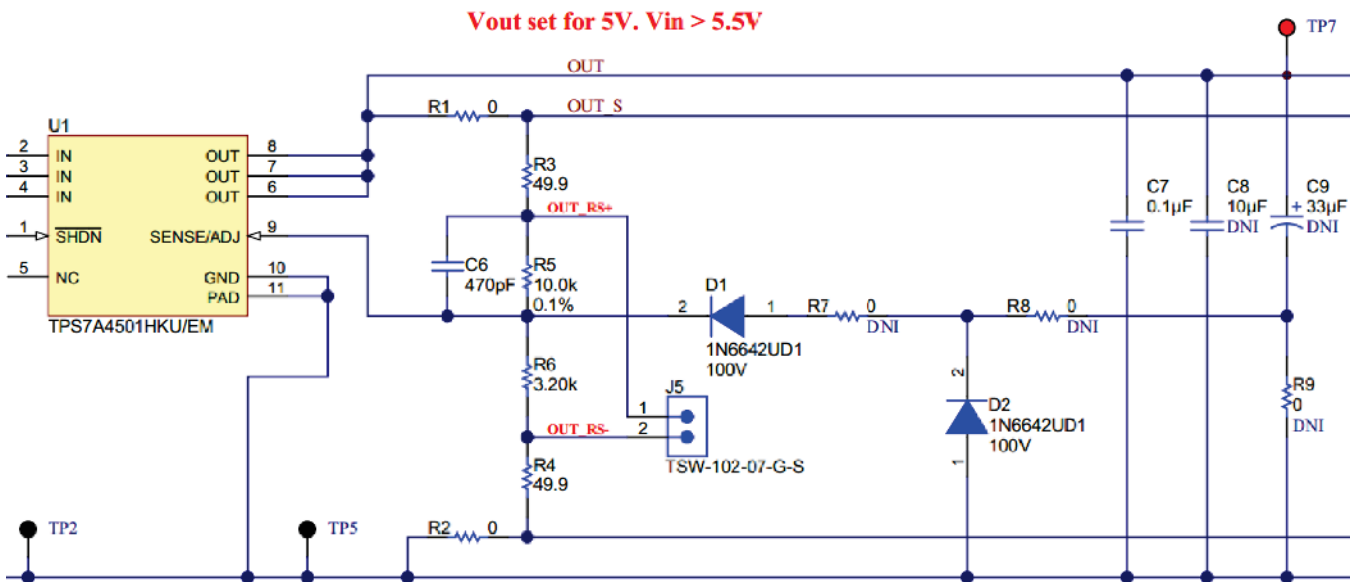 Vout set for 5V. Vin > 5.5V
TP7
OUT
R1 0
OUT_S
U1
2 IN OUT 8
3 IN OUT 7
4 IN OUT 6
1 SHDN SENSE/ADJ 9
5 NC GND 10
PAD 11
TPS7A4501HKU/EM
R3
49.9
OUT_RS+
C6
470pF
R5
10.0k
0.1%
C7
0.1µF
C8
10µF
DNI
C9
+ 33µF
DNI
D1
2 1
1N6642UD1
100V
R7 0
DNI
R8 0
DNI
R6
3.20k
J5
1
2
OUT_RS-
TSW-102-07-G-S
2
D2
1N6642UD1
100V
1
R9
0
DNI
R4
49.9
TP2
TP5
R2 0